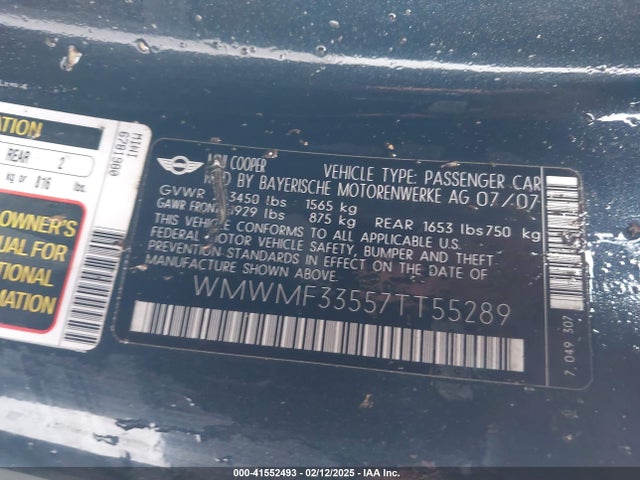 ATION
REAR 2
kg or 816 lbs.
OWNER'S
UAL FOR
TIONAL
RMATION
MINI
COOPER
VEHICLE TYPE: PASSENGER CAR
MFD BY BAYERISCHE MOTORENWERKE AG 07/07
GVWR 3450 lbs 1565 kg
GAWR FRONT 1929 lbs 875 kg REAR 1653 lbs 750 kg
THIS VEHICLE CONFORMS TO ALL APPLICABLE U.S.
FEDERAL MOTOR VEHICLE SAFETY, BUMPER AND THEFT
PREVENTION STANDARDS IN EFFECT ON THE DATE OF
MANUFACTURE SHOWN ABOVE.
WMWMF33557TT55289
7 049 307
000-41552493 - 02/12/2025 - IAA Inc.